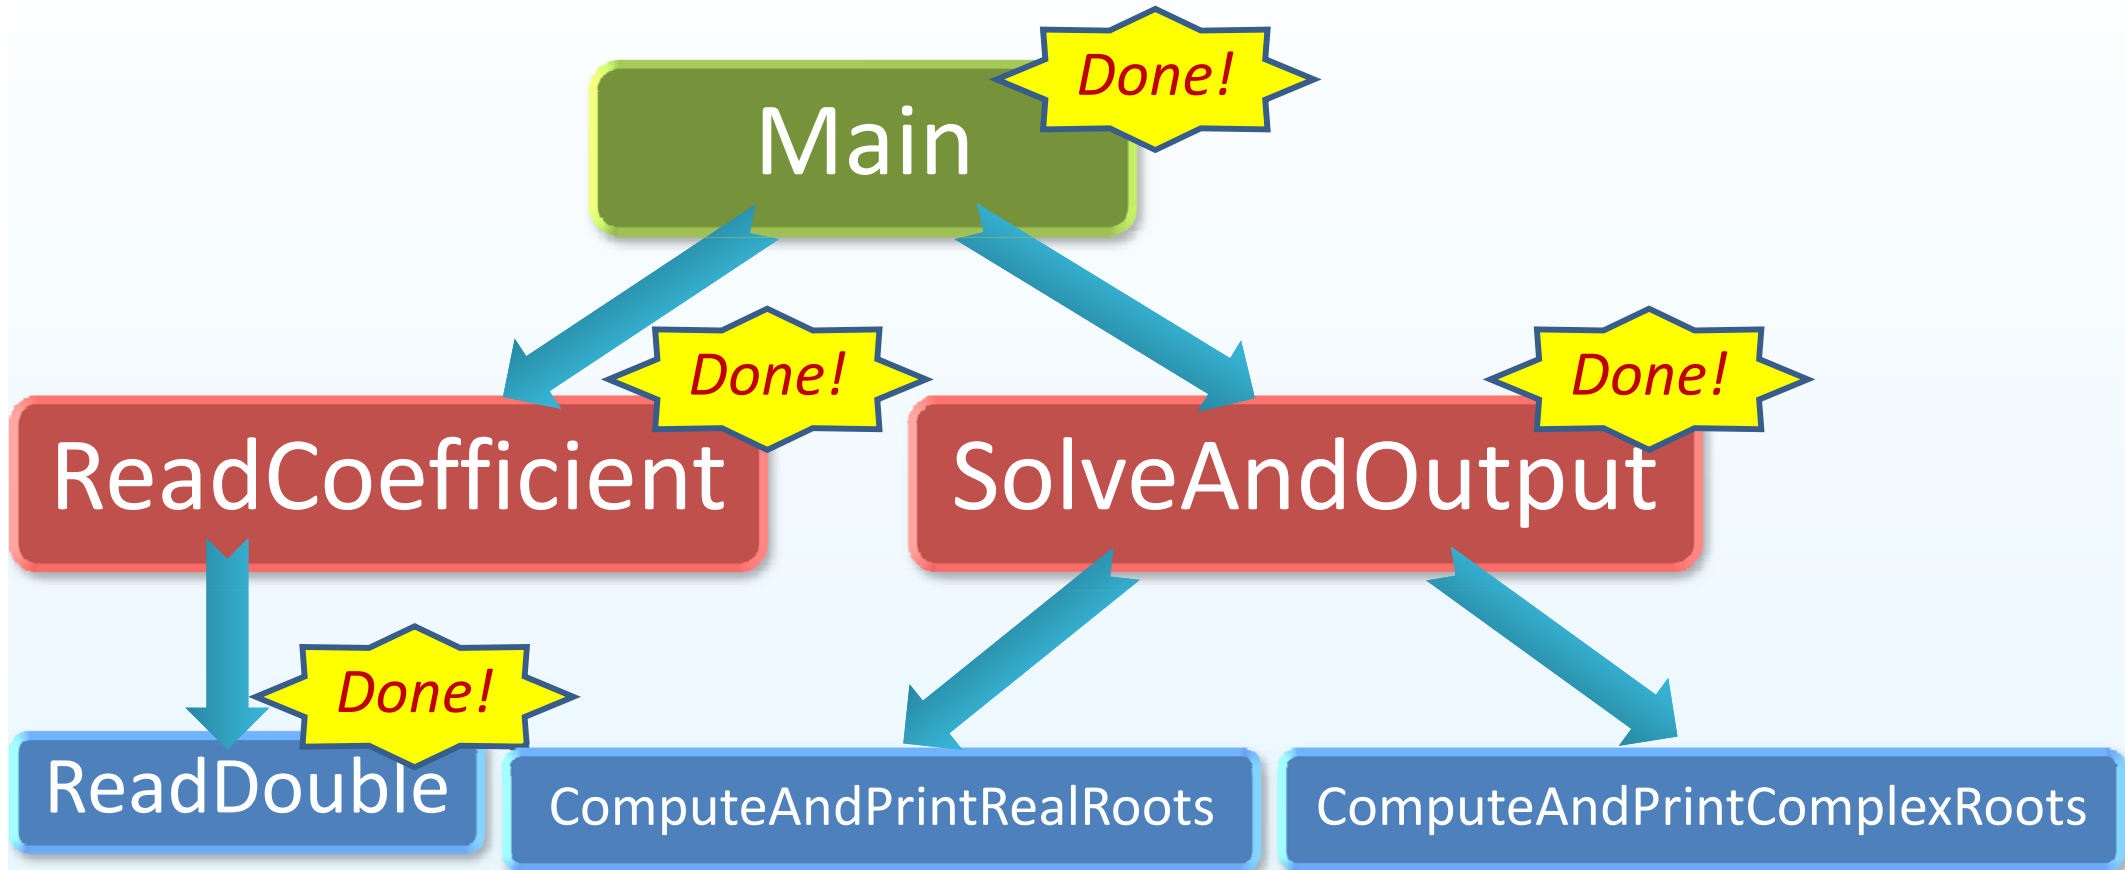 Done!
Main
Done!
Done!
ReadCoefficient
SolveAndOutput
Done!
ReadDouble
ComputeAndPrintRealRoots
ComputeAndPrintComplexRoots